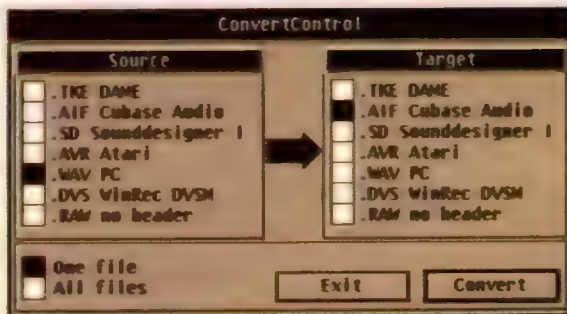 ConvertControl
Source
.TKE DAME
.AIF Cubase Audio
.SD Sounddesigner I
.AVR Atari
.WAV PC
.DVS WinRec DVSM
.RAW no header
Target
.TKE DAME
.AIF Cubase Audio
.SD Sounddesigner I
.AVR Atari
.WAV PC
.DVS WinRec DVSM
.RAW no header
One file
All files
Exit
Convert